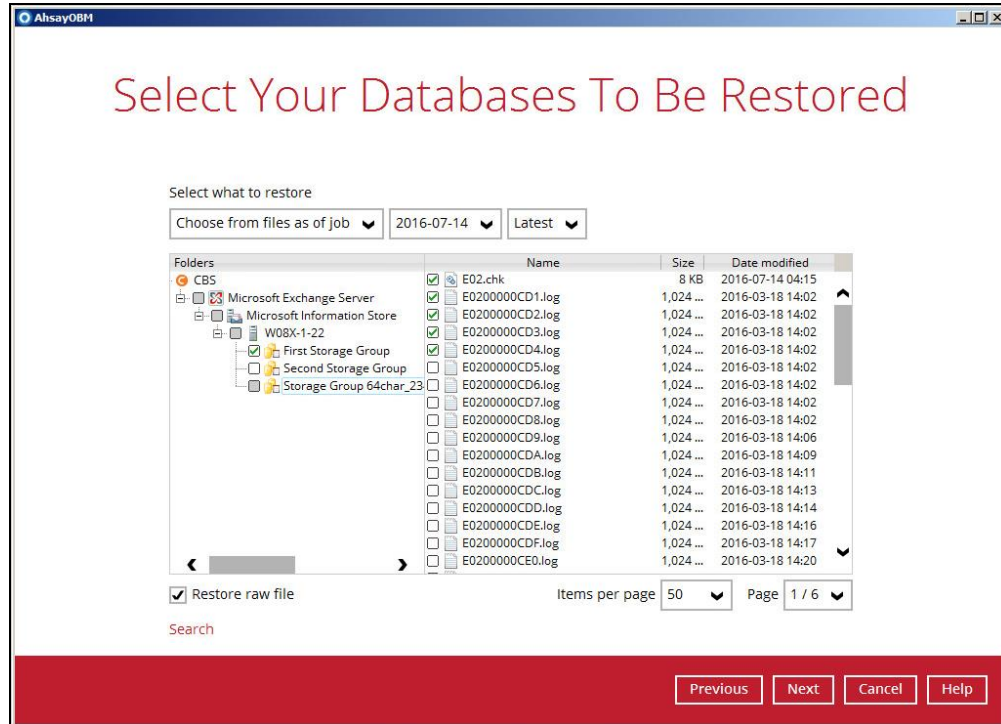 AhsayOBM
Select Your Databases To Be Restored
Select what to restore
Choose from files as of job 2016-07-14 Latest
Folders Name Size Date modified
CBS
Microsoft Exchange Server
Microsoft Information Store
W08X-1-22
First Storage Group
Second Storage Group
Storage Group 64char_23
E02.chk 8 KB 2016-07-14 04:15
E0200000CD1.log 1,024 ... 2016-03-18 14:02
E0200000CD2.log 1,024 ... 2016-03-18 14:02
E0200000CD3.log 1,024 ... 2016-03-18 14:02
E0200000CD4.log 1,024 ... 2016-03-18 14:02
E0200000CD5.log 1,024 ... 2016-03-18 14:02
E0200000CD6.log 1,024 ... 2016-03-18 14:02
E0200000CD7.log 1,024 ... 2016-03-18 14:02
E0200000CD8.log 1,024 ... 2016-03-18 14:02
E0200000CD9.log 1,024 ... 2016-03-18 14:06
E0200000CDA.log 1,024 ... 2016-03-18 14:09
E0200000CDB.log 1,024 ... 2016-03-18 14:11
E0200000CDC.log 1,024 ... 2016-03-18 14:13
E0200000CDD.log 1,024 ... 2016-03-18 14:14
E0200000CDE.log 1,024 ... 2016-03-18 14:16
E0200000CDF.log 1,024 ... 2016-03-18 14:17
E0200000CE0.log 1,024 ... 2016-03-18 14:20
Restore raw file Items per page 50 Page 1 / 6
Search
Previous Next Cancel Help